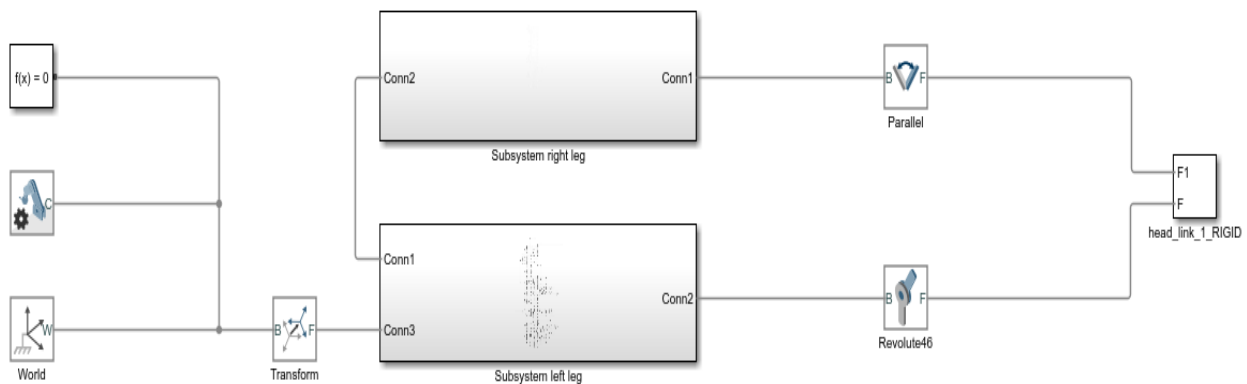 f(x) = 0
Conn2
Conn1
B
F
Parallel
Subsystem right leg
C
F1
F
head_link_1_RIGID
Conn1
Conn2
Conn3
B
F
Revolute46
W
B
F
World
Transform
Subsystem left leg